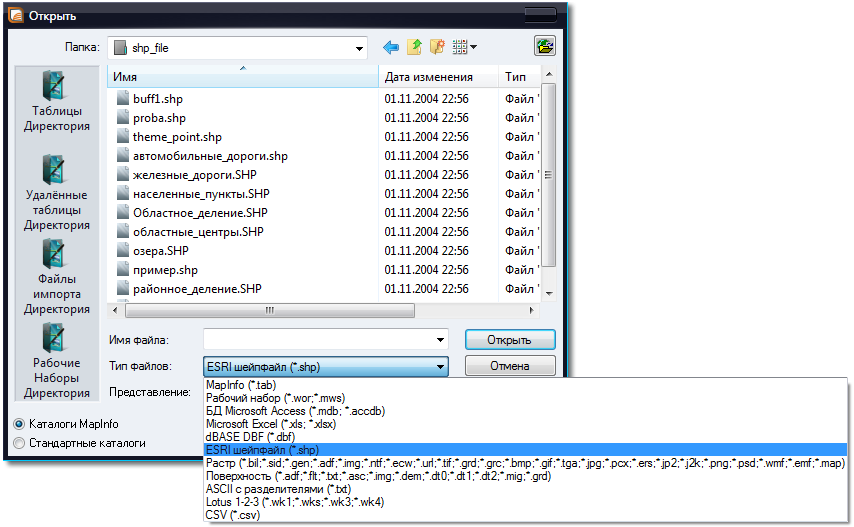 Открыть
Папка: shp_file
Имя Дата изменения Тип
buff1.shp 01.11.2004 22:56 Файл "
proba.shp 01.11.2004 22:56 Файл "
theme_point.shp 01.11.2004 22:56 Файл "
автомобильные_дороги.shp 01.11.2004 22:56 Файл "
железные_дороги.SHP 01.11.2004 22:56 Файл "
населенные_пункты.SHP 01.11.2004 22:56 Файл "
Областное_деление.SHP 01.11.2004 22:56 Файл "
областные_центры.SHP 01.11.2004 22:56 Файл "
озера.SHP 01.11.2004 22:56 Файл "
пример.shp 01.11.2004 22:56 Файл "
районное_деление.SHP 01.11.2004 22:56 Файл "
Таблицы
Директория
Удалённые
таблицы
Директория
Файлы
импорта
Директория
Рабочие
Наборы
Директория
Имя файла: Открыть
Тип файлов: ESRI шейпфайл (*.shp) Отмена
Представление:
Каталоги MapInfo
Стандартные каталоги
MapInfo (*.tab)
Рабочий набор (*.wor;*.mws)
БД Microsoft Access (*.mdb; *.accdb)
Microsoft Excel (*.xls; *.xlsx)
dBASE DBF (*.dbf)
ESRI шейпфайл (*.shp)
Растр (*.bil;*.sid;*.gen;*.adf;*.img;*.ntf;*.ecw;*.url;*.tif;*.grd;*.grc;*.bmp;*.gif;*.tga;*.jpg;*.pcx;*.ers;*.jp2;*.j2k;*.png;*.psd;*.wmf;*.emf;*.map)
Поверхность (*.adf;*.flt;*.txt;*.asc;*.img;*.dem;*.dt0;*.dt1;*.dt2;*.mig;*.grd)
ASCII с разделителями (*.txt)
Lotus 1-2-3 (*.wk1;*.wks;*.wk3;*.wk4)
CSV (*.csv)